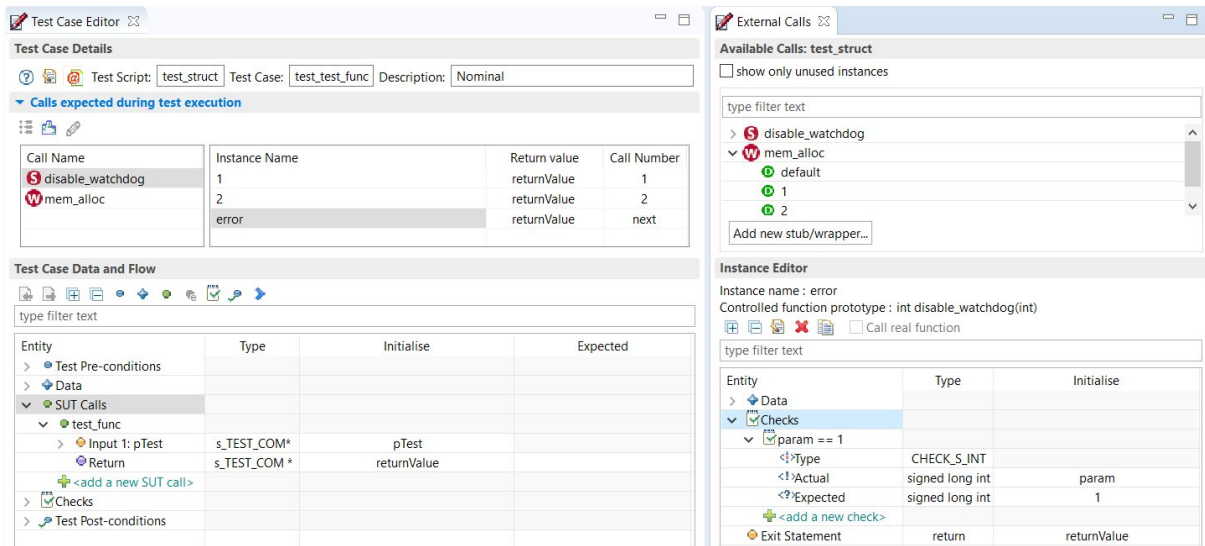 Test Case Editor
Test Case Details
Test Script: test_struct Test Case: test_test_func Description: Nominal
Calls expected during test execution
Call Name Instance Name Return value Call Number
S disable_watchdog 1 returnValue 1
W mem_alloc 2 returnValue 2
error returnValue next
Test Case Data and Flow
type filter text
Entity Type Initialise Expected
Test Pre-conditions
Data
SUT Calls
test_func
Input 1: pTest s_TEST_COM* pTest
Return s_TEST_COM * returnValue
<add a new SUT call>
Checks
Test Post-conditions
External Calls
Available Calls: test_struct
show only unused instances
type filter text
S disable_watchdog
W mem_alloc
D default
D 1
D 2
Add new stub/wrapper...
Instance Editor
Instance name : error
Controlled function prototype : int disable_watchdog(int)
Call real function
type filter text
Entity Type Initialise
Data
Checks
param == 1
Type CHECK_S_INT
Actual signed long int param
Expected signed long int 1
<add a new check>
Exit Statement return returnValue